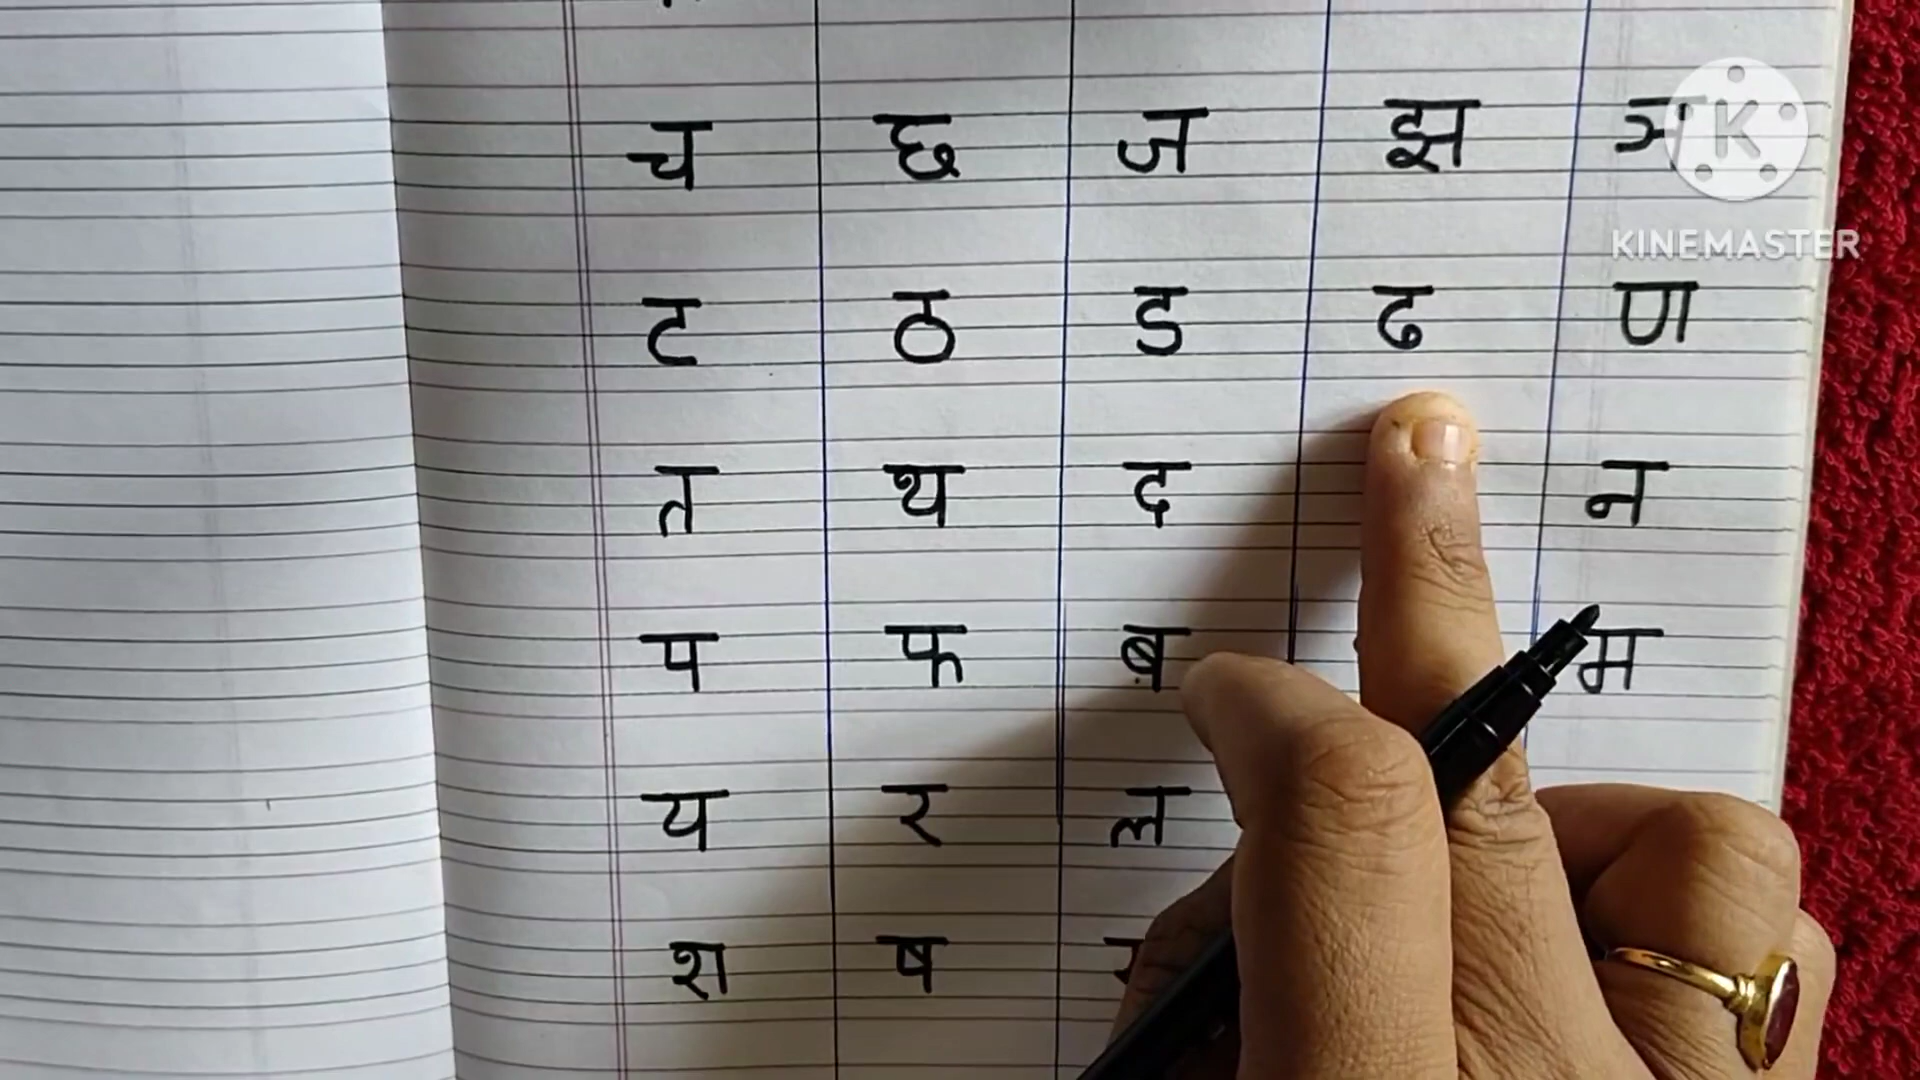 च छ ज झ ञ
K
KINEMASTER
ट ठ ड ढ ण
त थ द न
प फ ब म
य र ल
श ष